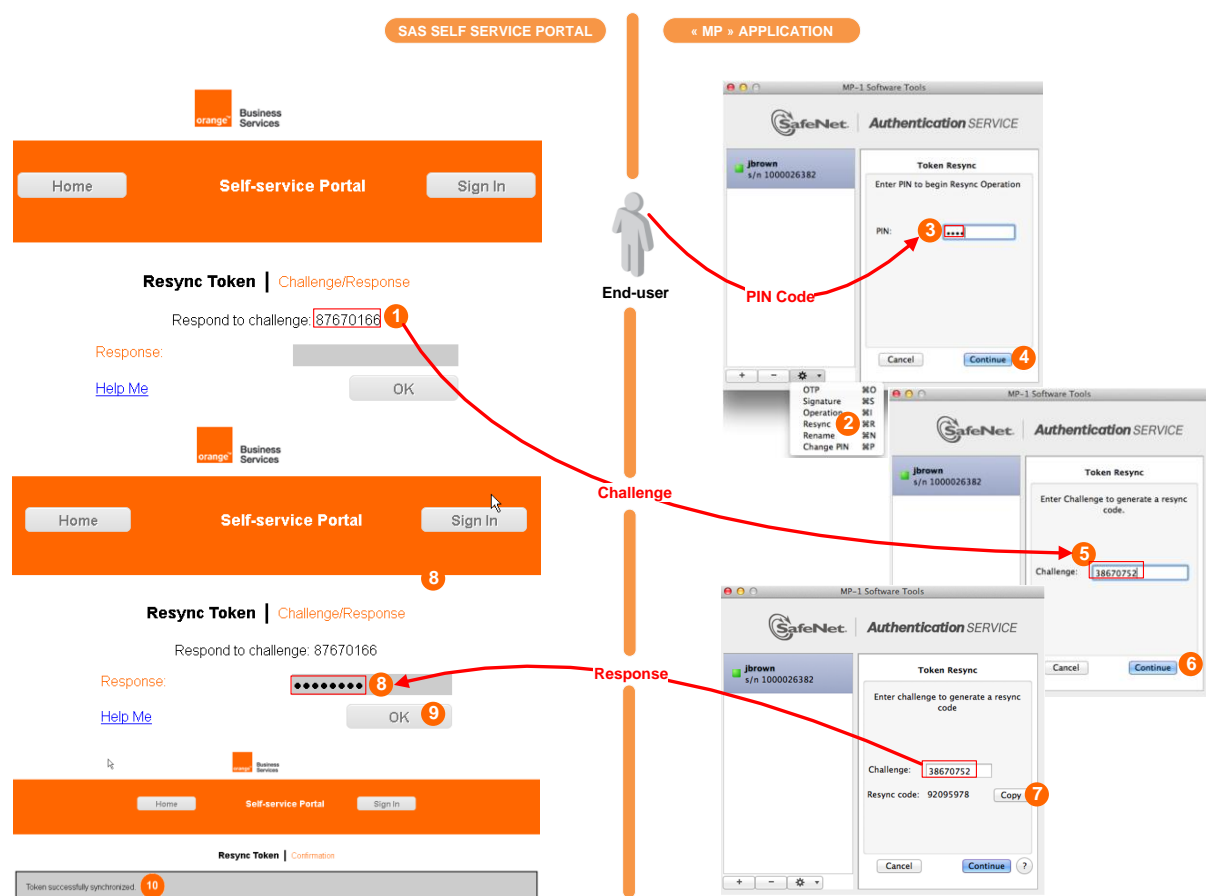 SAS SELF SERVICE PORTAL
« MP » APPLICATION
orange™
Business
Services
Home
Self-service Portal
Sign In
Resync Token | Challenge/Response
Respond to challenge: 87670166
1
Response:
Help Me
OK
orange™
Business
Services
Home
Self-service Portal
Sign In
8
Resync Token | Challenge/Response
Respond to challenge: 87670166
Response:
••••••••
8
Help Me
OK
9
orange™
Business
Services
Home
Self-service Portal
Sign In
Resync Token | Confirmation
Token successfully synchronized.
10
End-user
PIN Code
Challenge
Response
MP-1 Software Tools
SafeNet. | Authentication SERVICE
jbrown
s/n 1000026382
Token Resync
Enter PIN to begin Resync Operation
PIN:
3
••••
Cancel
Continue
4
+
−
OTP ⌘O
Signature ⌘S
Operation ⌘I
Resync 2 ⌘R
Rename ⌘N
Change PIN ⌘P
MP-1 Software Tools
SafeNet. | Authentication SERVICE
jbrown
s/n 1000026382
Token Resync
Enter Challenge to generate a resync
code.
5
Challenge: 38670752
Cancel
Continue
6
MP-1 Software Tools
SafeNet. | Authentication SERVICE
jbrown
s/n 1000026382
Token Resync
Enter challenge to generate a resync
code
Challenge: 38670752
Resync code: 92095978
Copy
7
Cancel
Continue
?
+
−